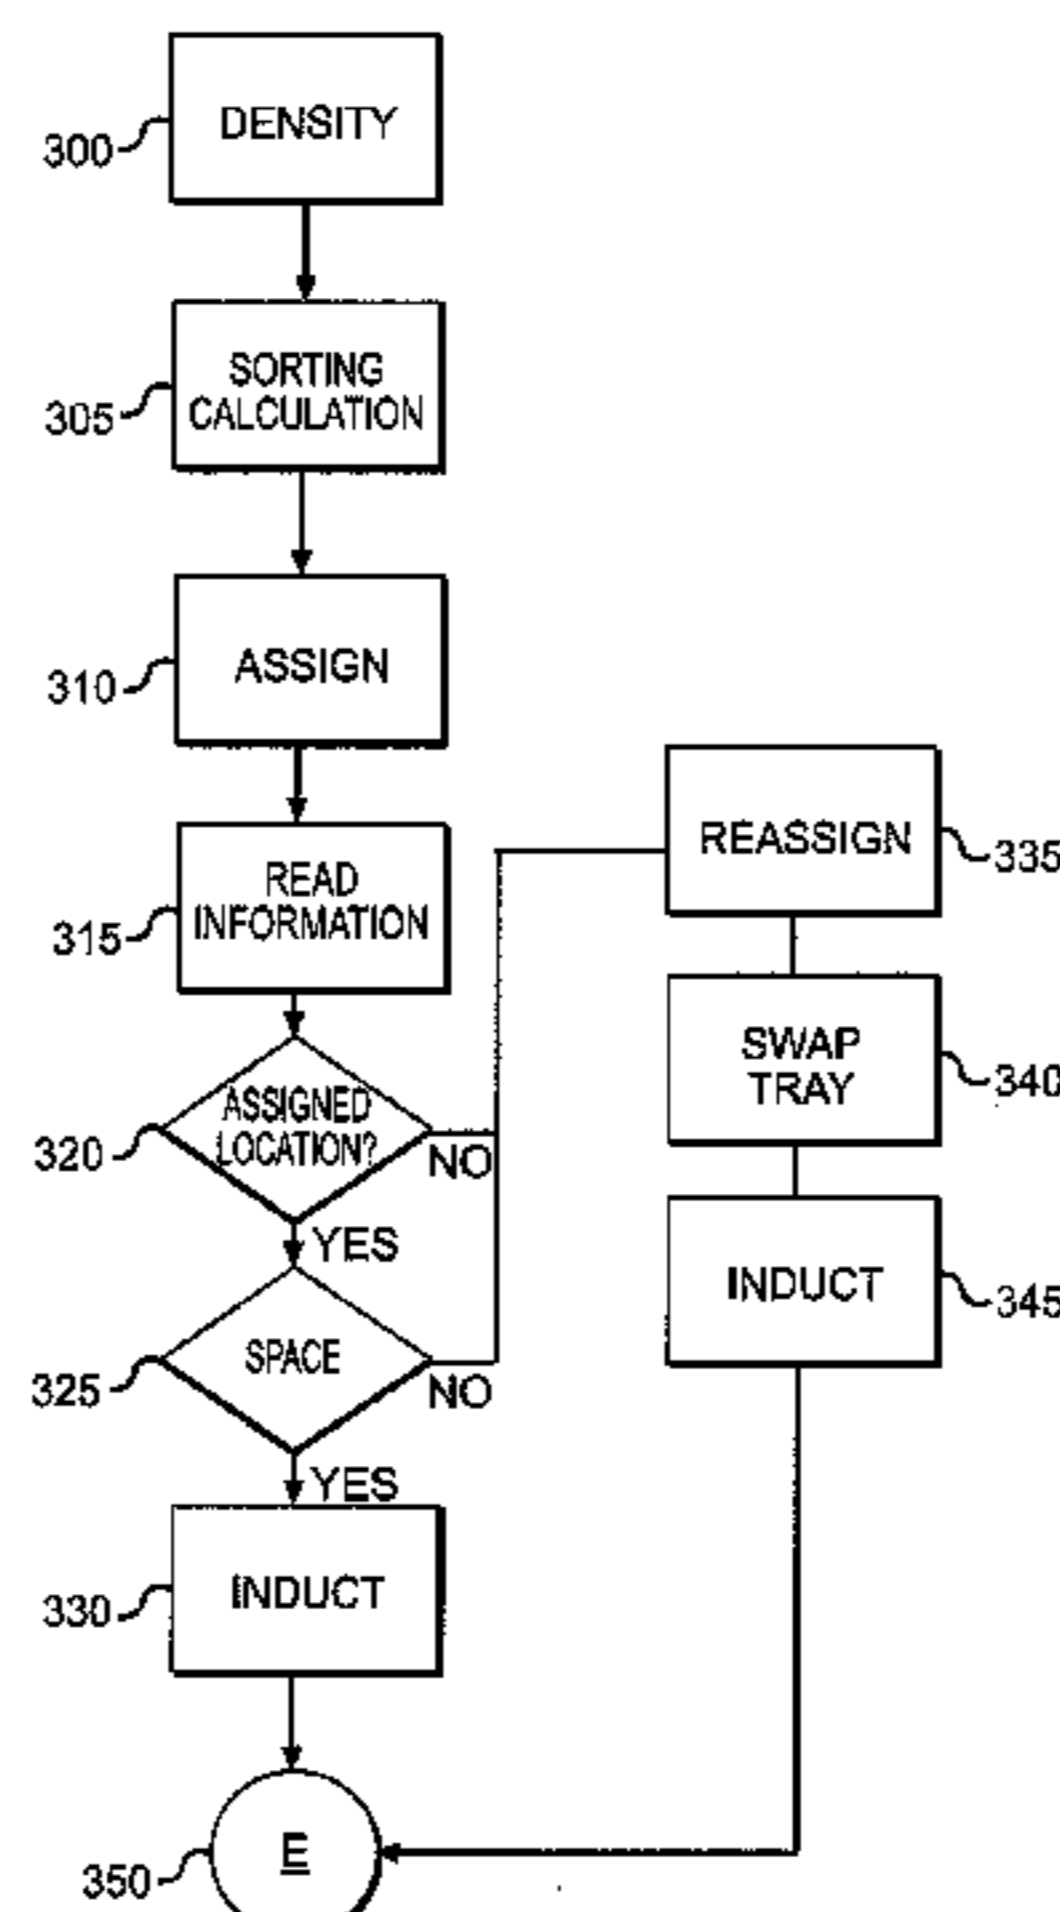 DENSITY
300
SORTING
CALCULATION
305
ASSIGN
310
READ
INFORMATION
315
ASSIGNED
LOCATION?
320
NO
YES
SPACE
325
NO
YES
INDUCT
330
REASSIGN
335
SWAP
TRAY
340
INDUCT
345
E
350